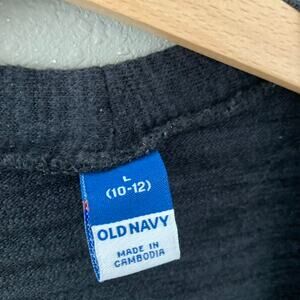 L
(10-12)
OLD NAVY
MADE IN
CAMBODIA